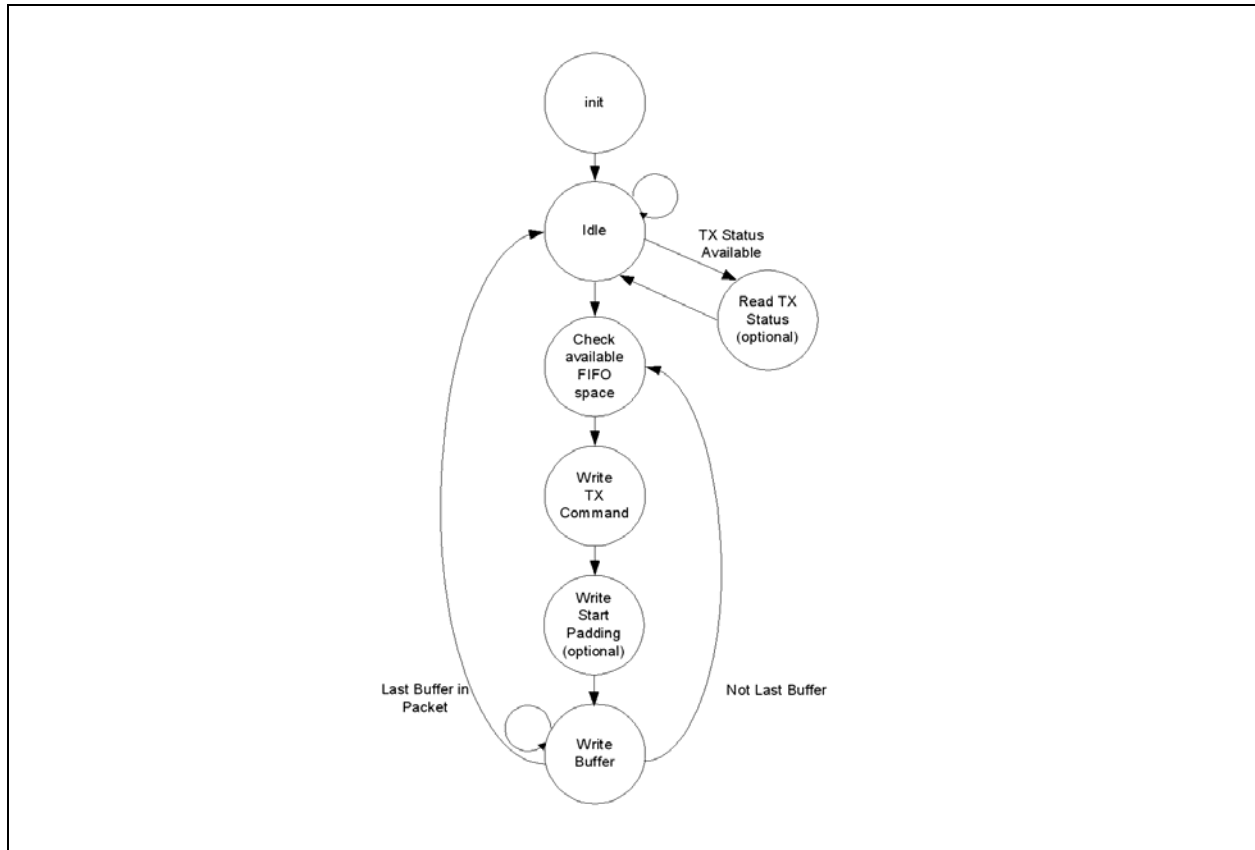 init
Idle
TX Status
Available
Read TX
Status
(optional)
Check
available
FIFO
space
Write
TX
Command
Write
Start
Padding
(optional)
Last Buffer in
Packet
Not Last Buffer
Write
Buffer